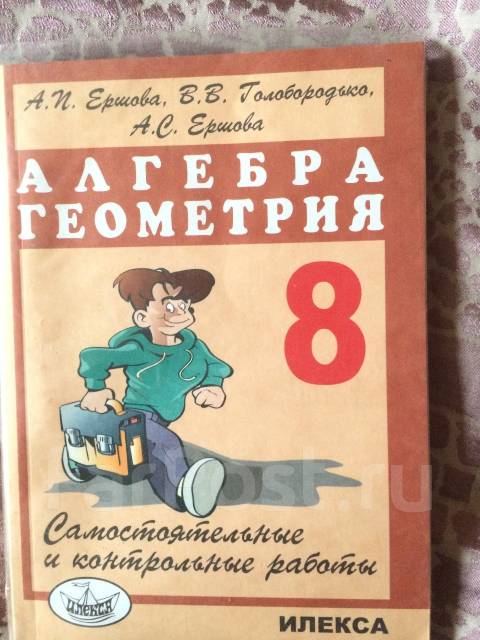 А.П. Ершова, В.В. Голобородько,
А.С. Ершова
АЛГЕБРА
ГЕОМЕТРИЯ
8
Самостоятельные
и контрольные работы
ИЛЕКСА
ИЛЕКСА